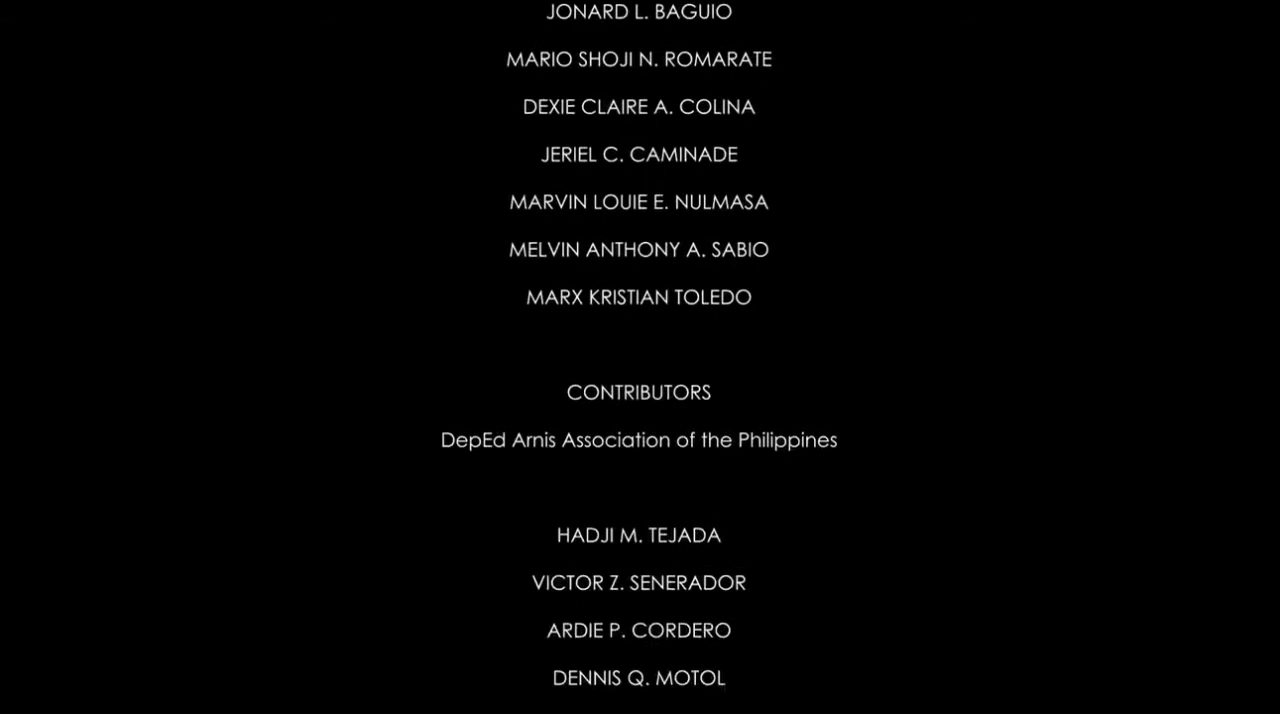 JONARD L. BAGUIO
MARIO SHOJI N. ROMARATE
DEXIE CLAIRE A. COLINA
JERIEL C. CAMINADE
MARVIN LOUIE E. NULMASA
MELVIN ANTHONY A. SABIO
MARX KRISTIAN TOLEDO
CONTRIBUTORS
DepEd Arnis Association of the Philippines
HADJI M. TEJADA
VICTOR Z. SENERADOR
ARDIE P. CORDERO
DENNIS Q. MOTOL